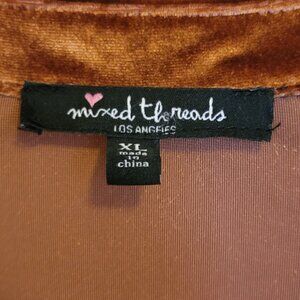 mixed threads
LOS ANGELES
XL
made
in
china